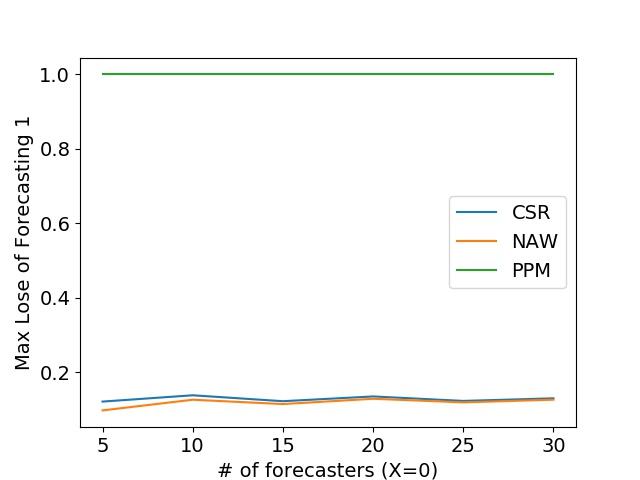 Max Lose of Forecasting 1
1.0
0.8
0.6
0.4
0.2
CSR
NAW
PPM
5 10 15 20 25 30
# of forecasters (X=0)